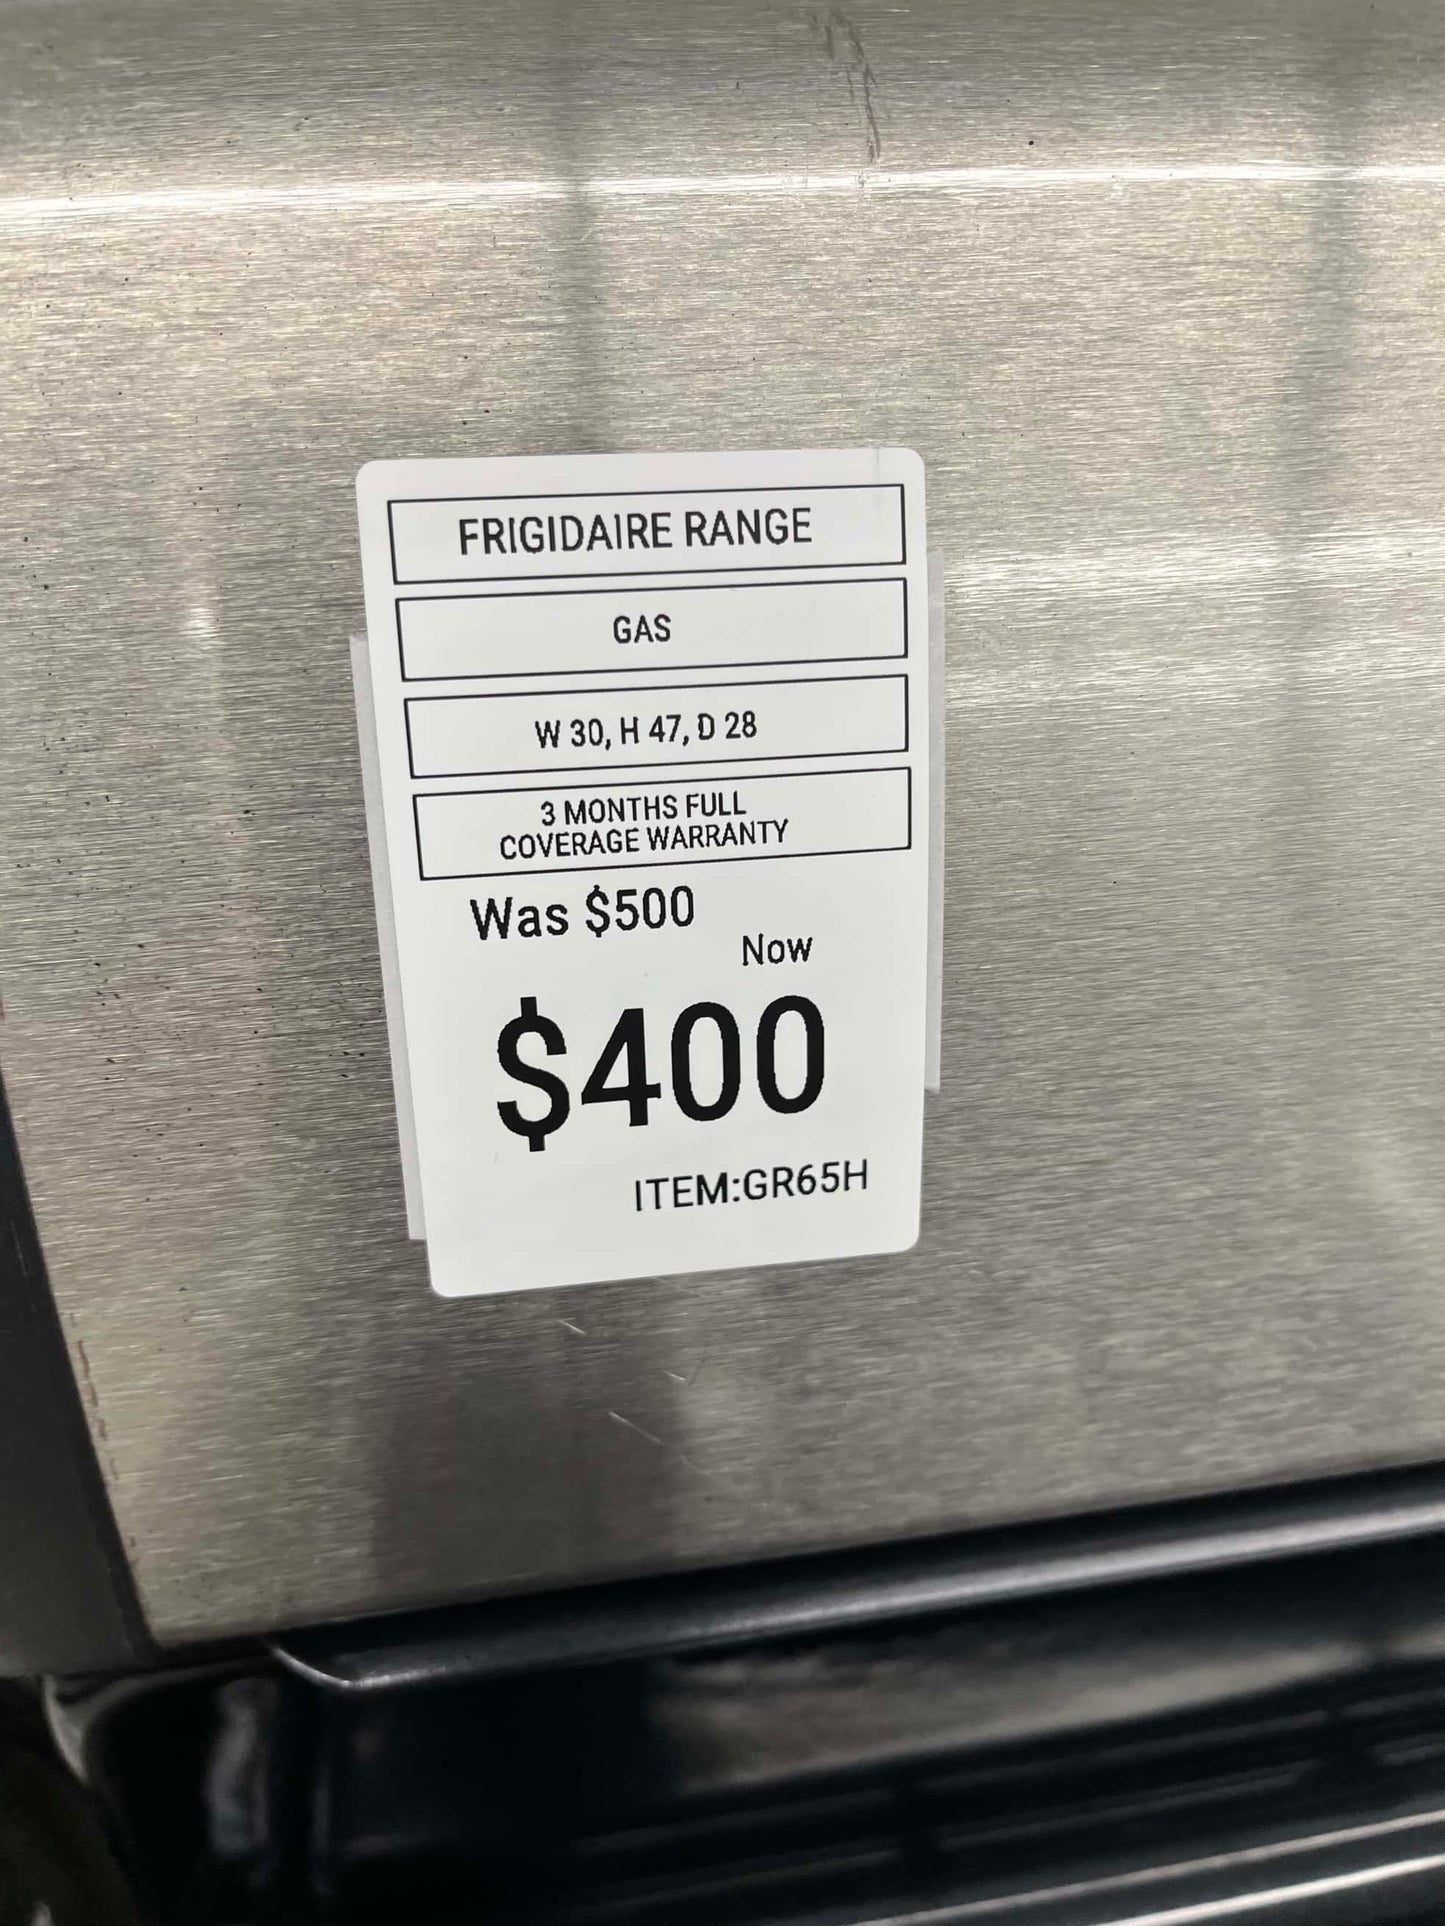 FRIGIDAIRE RANGE
GAS
W 30, H 47, D 28
3 MONTHS FULL
COVERAGE WARRANTY
Was $500
Now
$400
ITEM:GR65H